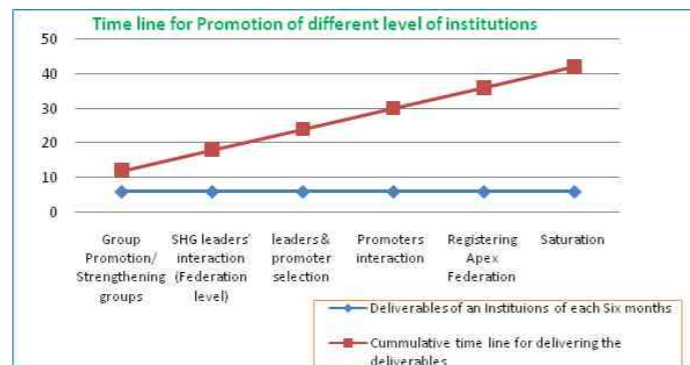 Time line for Promotion of different level of institutions
50
40
30
20
10
0
Group
Promotion/
Strengthening
groups
SHG leaders'
interaction
(Federation
level)
leaders &
promoter
selection
Promoters
interaction
Registering
Apex
Federation
Saturation
Deliverables of an Instituions of each Six months
Cummulative time line for delivering the
deliverables